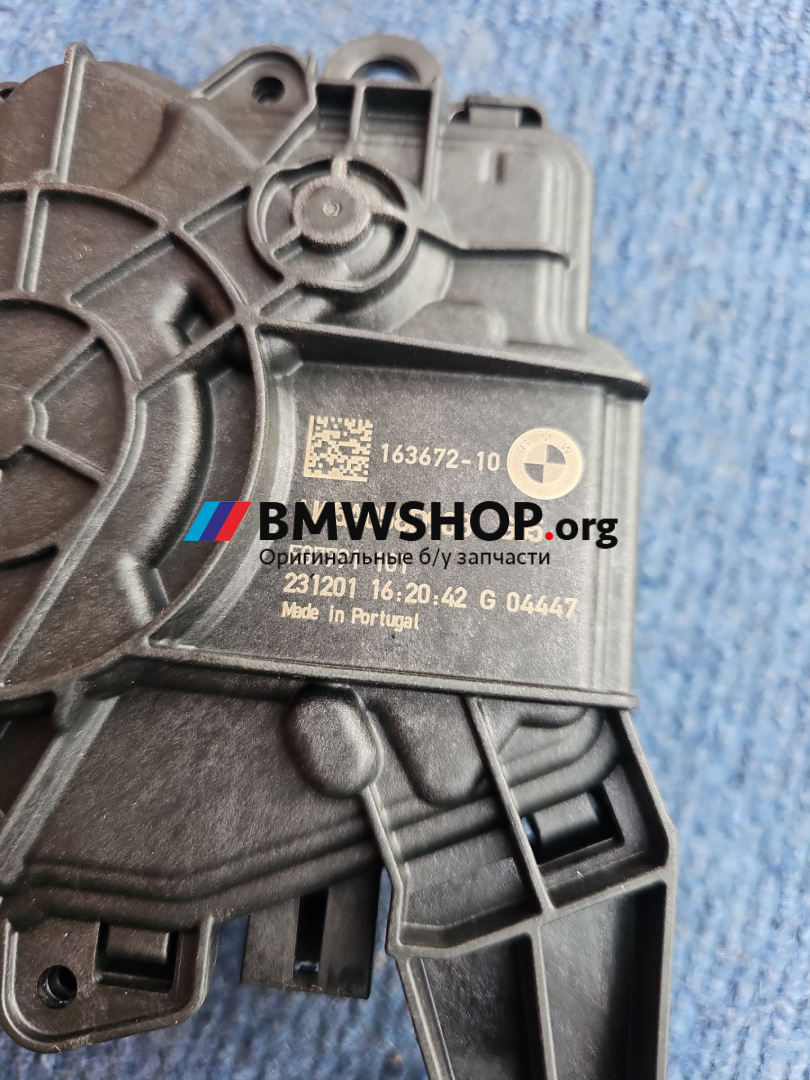 163672-10
BMW
BMWSHOP.org
Оригинальные б/у запчасти
231201 16:20:42 G 04447
Made in Portugal